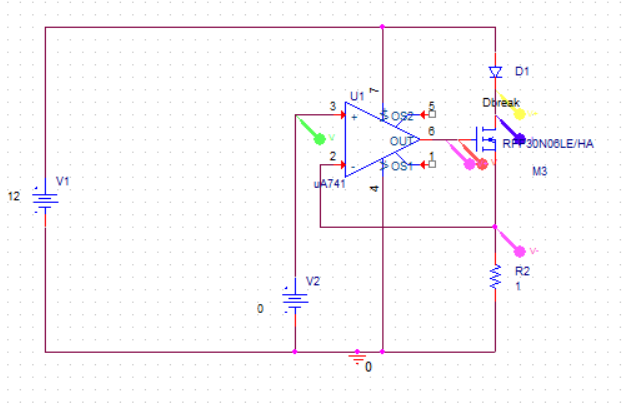 D1
Dbreak
7
U1
3
+
OS2
5
6
OUT
RFP30N06LE/HA
V1
12
2
-
OS1
1
uA741
4
M3
V-
V2
R2
0
1
0